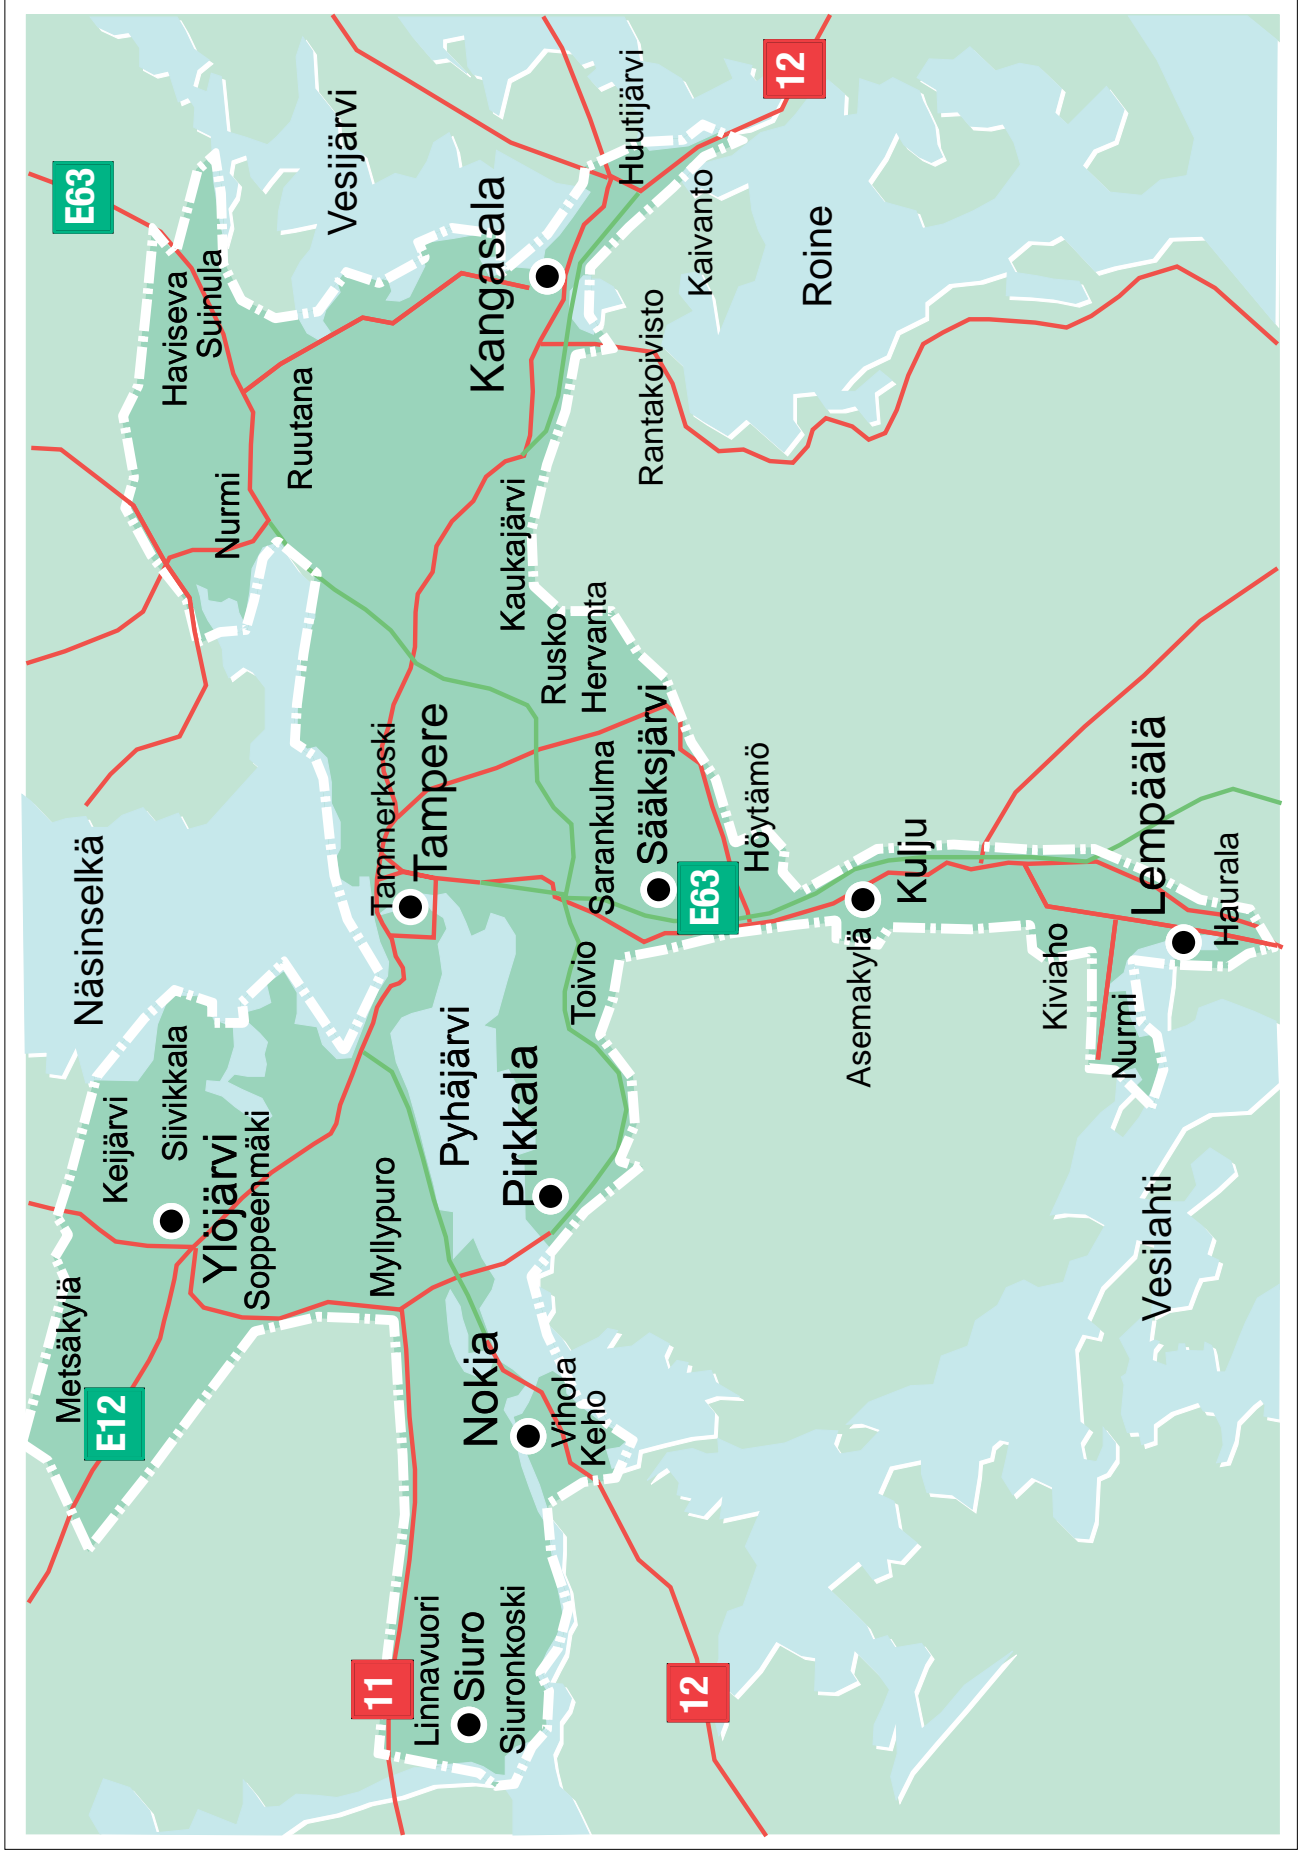 E12
Metsäkylä
Keijärvi
Siivikkala
Ylöjärvi
Soppeenmäki
Näsinselkä
Haviseva
Suinula
E63
Nurmi
Ruutana
Vesijärvi
11
Linnavuori
Siuro
Siuronkoski
Myllypuro
Nokia
Vihola
Keho
Pyhäjärvi
Pirkkala
Tammerkoski
Tampere
Toivio
Sarankulma
Sääksjärvi
E63
Kaukajärvi
Rusko
Hervanta
Kangasala
Huutijärvi
12
Rantakoivisto
Kaivanto
Roine
12
Höytämö
Asemakylä
Kulju
Kiviaho
Nurmi
Lempäälä
Haurala
Vesilahti